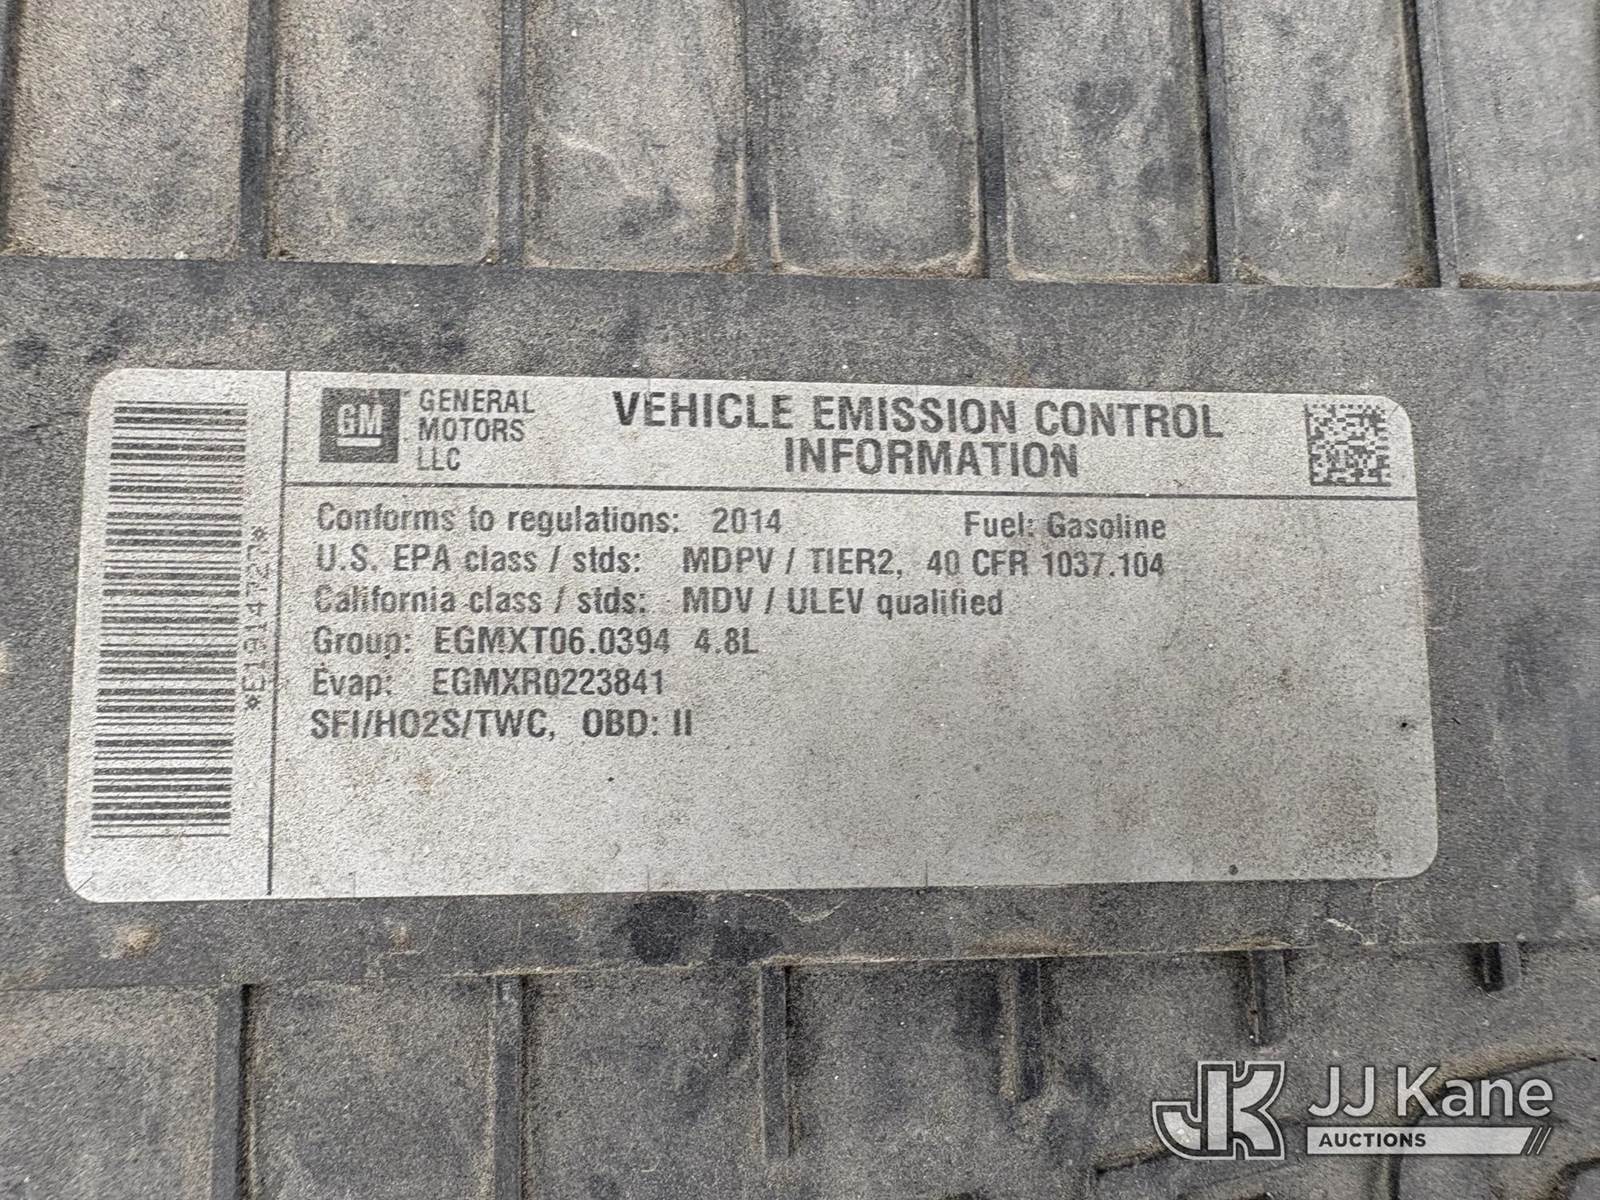 GM GENERAL
MOTORS
LLC
VEHICLE EMISSION CONTROL
INFORMATION
Conforms to regulations: 2014 Fuel: Gasoline
U.S. EPA class / stds: MDPV / TIER2, 40 CFR 1037.104
California class / stds: MDV / ULEV qualified
Group: EGMXT06.0394 4.8L
Evap: EGMXR0223841
SFI/HO2S/TWC, OBD: II
JK JJ Kane
AUCTIONS